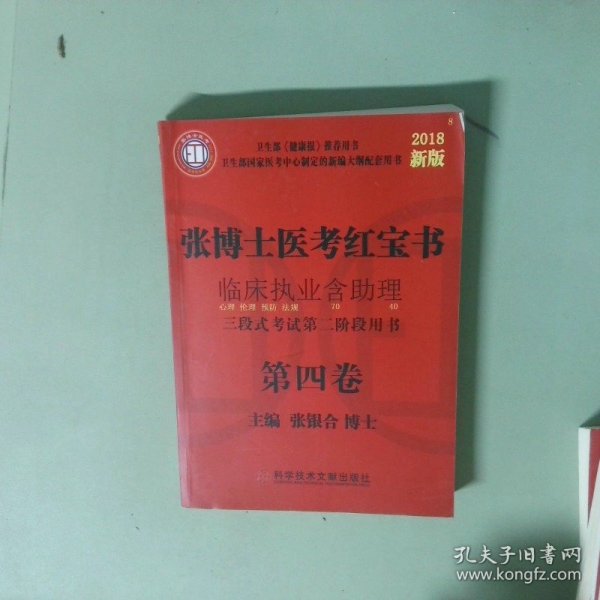 8
2018
新版
卫生部《健康报》推荐用书
卫生部国家医考中心制定的新编大纲配套用书
张博士医考红宝书
临床执业含助理
心理 伦理 预防 法规 70 40
三段式考试第二阶段用书
第四卷
主编 张银合 博士
科学技术文献出版社
孔夫子旧书网
www.kongfz.com